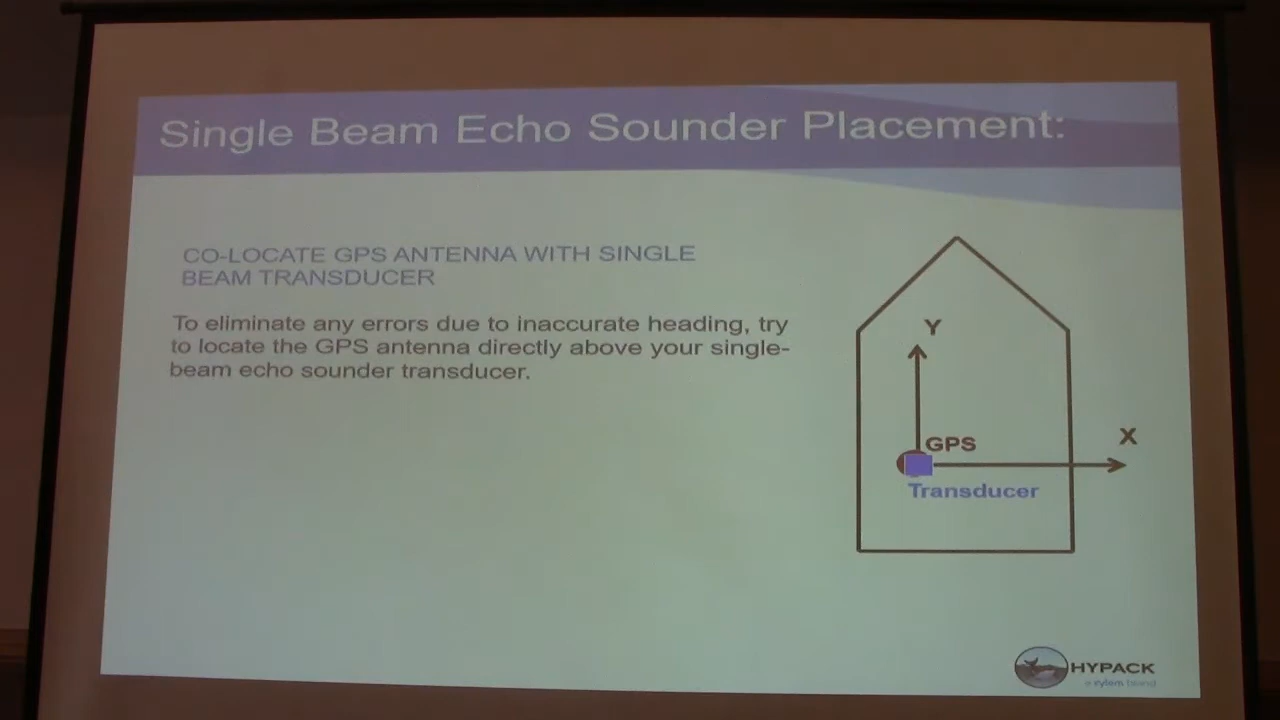 Single Beam Echo Sounder Placement:
CO-LOCATE GPS ANTENNA WITH SINGLE
BEAM TRANSDUCER
To eliminate any errors due to inaccurate heading, try
to locate the GPS antenna directly above your single-
beam echo sounder transducer.
Y
X
GPS
Transducer
HYPACK
a xylem brand